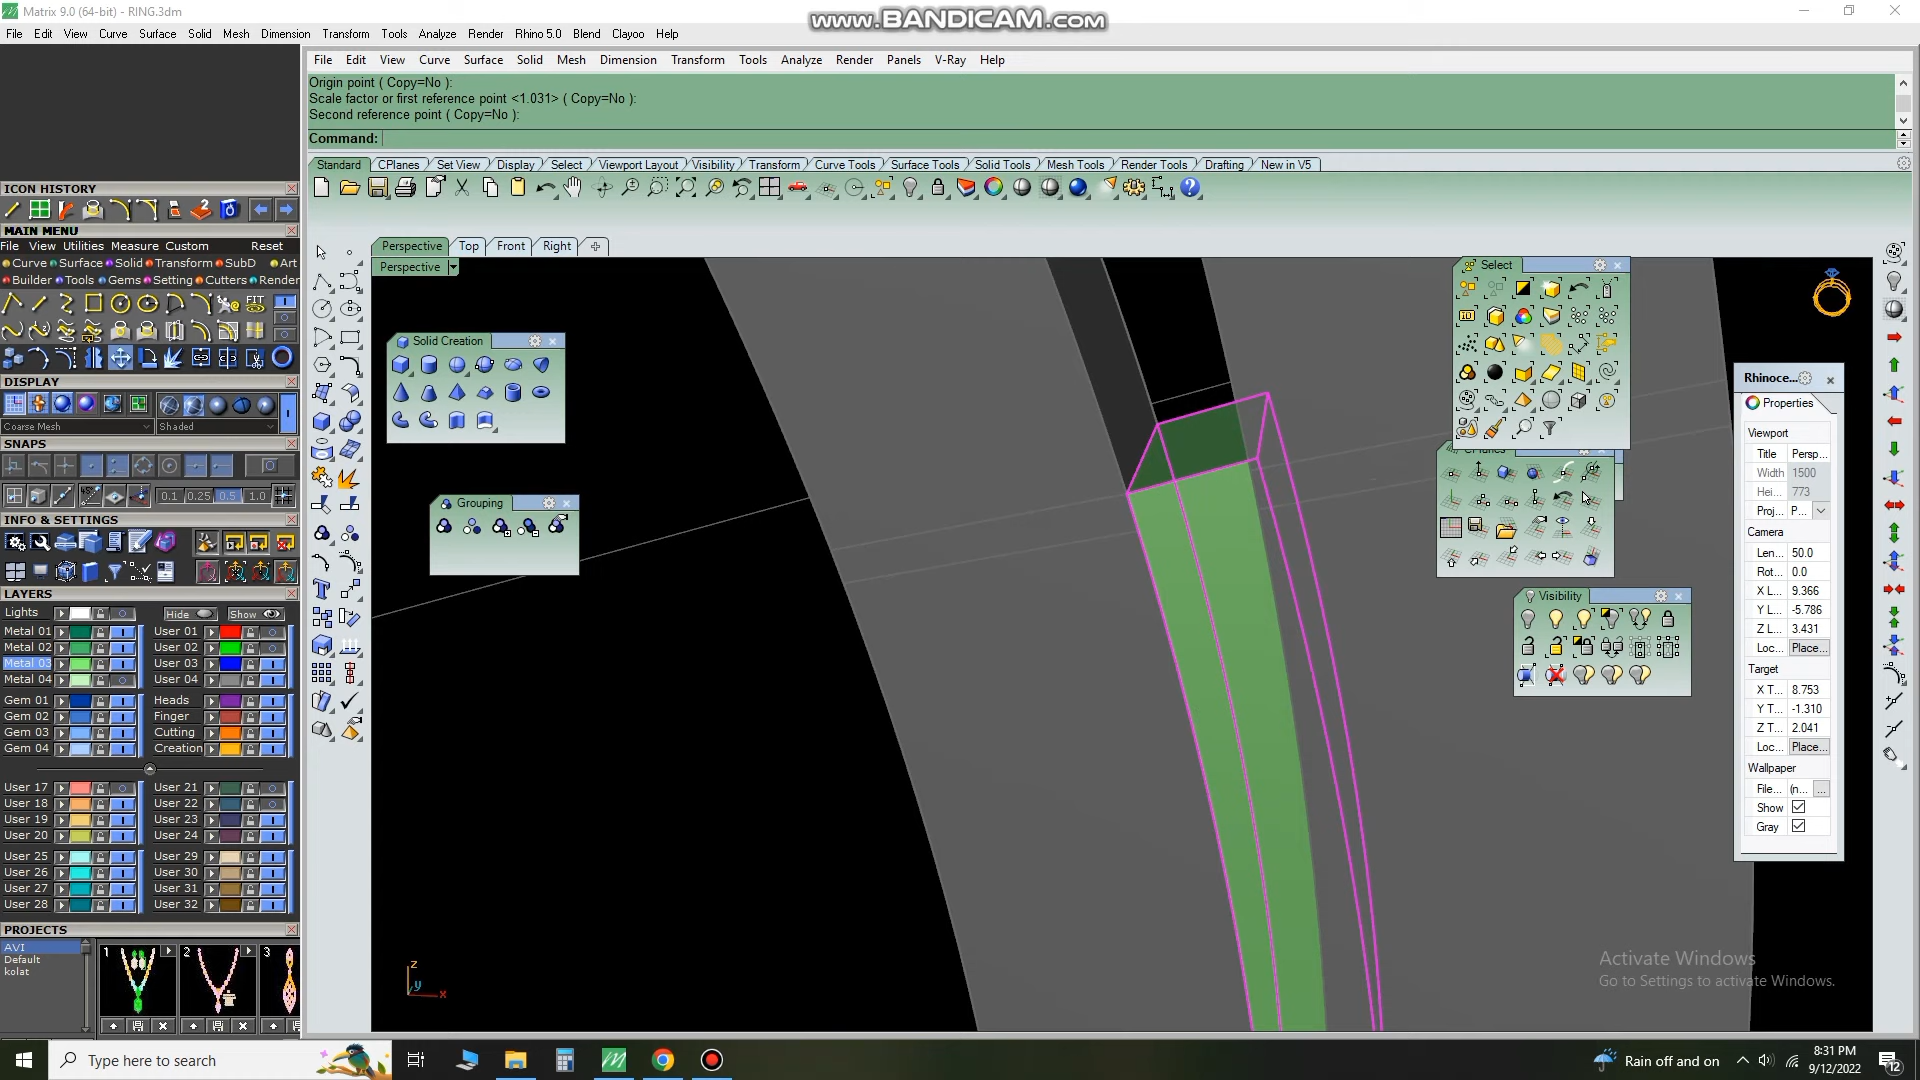 Matrix 9.0 (64-bit) - RING.3dm
www.BANDICAM.com
File Edit View Curve Surface Solid Mesh Dimension Transform Tools Analyze Render Rhino 5.0 Blend Clayoo Help
File Edit View Curve Surface Solid Mesh Dimension Transform Tools Analyze Render Panels V-Ray Help
Origin point ( Copy=No ):
Scale factor or first reference point <1.031> ( Copy=No ):
Second reference point ( Copy=No ):
Command:
Standard CPlanes Set View Display Select Viewport Layout Visibility Transform Curve Tools Surface Tools Solid Tools Mesh Tools Render Tools Drafting New in V5
ICON HISTORY
MAIN MENU
File View Utilities Measure Custom Reset
Curve Surface Solid Transform SubD Art
Builder Tools Gems Setting Cutters Render
FIT
DISPLAY
Coarse Mesh Shaded
SNAPS
0.1 0.25 0.5 1.0
INFO & SETTINGS
LAYERS
Lights Hide Show
Metal 01 User 01
Metal 02 User 02
Metal 03 User 03
Metal 04 User 04
Gem 01 Heads
Gem 02 Finger
Gem 03 Cutting
Gem 04 Creation
User 17 User 21
User 18 User 22
User 19 User 23
User 20 User 24
User 25 User 29
User 26 User 30
User 27 User 31
User 28 User 32
PROJECTS
AVI
Default
kolat
1 2 3
Perspective Top Front Right
Perspective
Solid Creation
Grouping
Select
CPlanes
Visibility
z
y
x
Rhinoce...
Properties
Viewport
Title Persp...
Width 1500
Hei... 773
Proj... P...
Camera
Len... 50.0
Rot... 0.0
X L... 9.366
Y L... -5.786
Z L... 3.431
Loc... Place...
Target
X T... 8.753
Y T... -1.310
Z T... 2.041
Loc... Place...
Wallpaper
File... (n... ...
Show
Gray
Activate Windows
Go to Settings to activate Windows.
Type here to search
Rain off and on
8:31 PM
9/12/2022
12